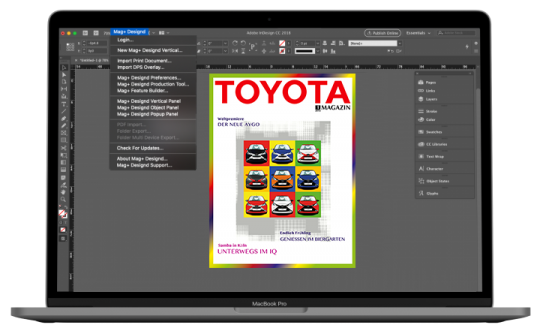 Mag+ Designd
Adobe InDesign CC 2019
Publish Online
Essentials
Login...
New Mag+ Designd Vertical...
Import Print Document...
Import DPS Overlay...
Mag+ Designd Preferences...
Mag+ Designd Production Tool...
Mag+ Feature Builder...
Mag+ Designd Vertical Panel
Mag+ Designd Object Panel
Mag+ Designd Popup Panel
PDF Import...
Folder Export...
Folder Multi Device Export...
Check For Updates...
About Mag+ Designd...
Mag+ Designd Support...
TOYOTA
MAGAZIN
Weltpremiere
DER NEUE AYGO
Endlich Frühling
GENIESSEN IM BIERGARTEN
Samba in Köln
UNTERWEGS IM IQ
Pages
Links
Layers
Stroke
Color
Swatches
CC Libraries
Text Wrap
Character
Object States
Glyphs
MacBook Pro